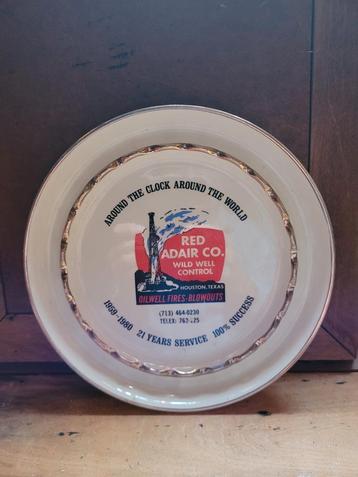 AROUND THE CLOCK AROUND THE WORLD
RED
ADAIR CO.
WILD WELL
CONTROL
HOUSTON, TEXAS
OILWELL FIRES-BLOWOUTS
(713) 464-0230
TELEX:
1959-1980 21 YEARS SERVICE 100% SUCCESS